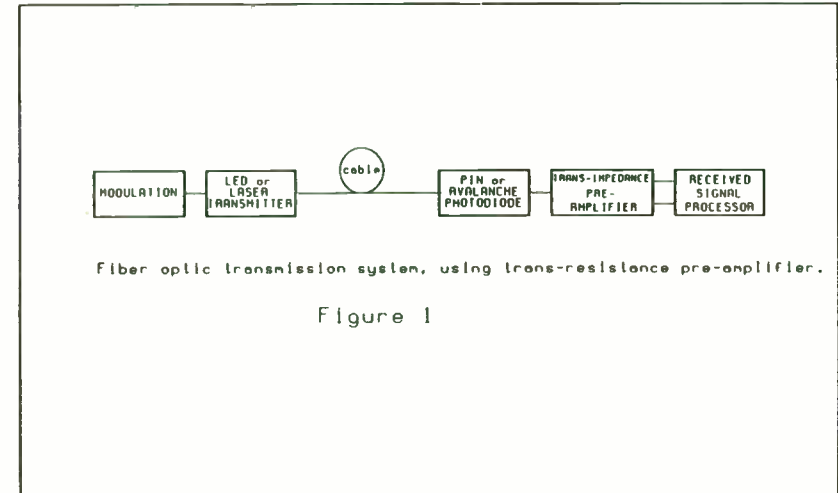 MODULATION
LED or
LASER
TRANSMITTER
cable
PIN or
AVALANCHE
PHOTODIODE
TRANS-IMPEDANCE
PRE-
AMPLIFIER
RECEIVED
SIGNAL
PROCESSOR
Fiber optic transmission system, using trans-resistance pre-amplifier.
Figure 1